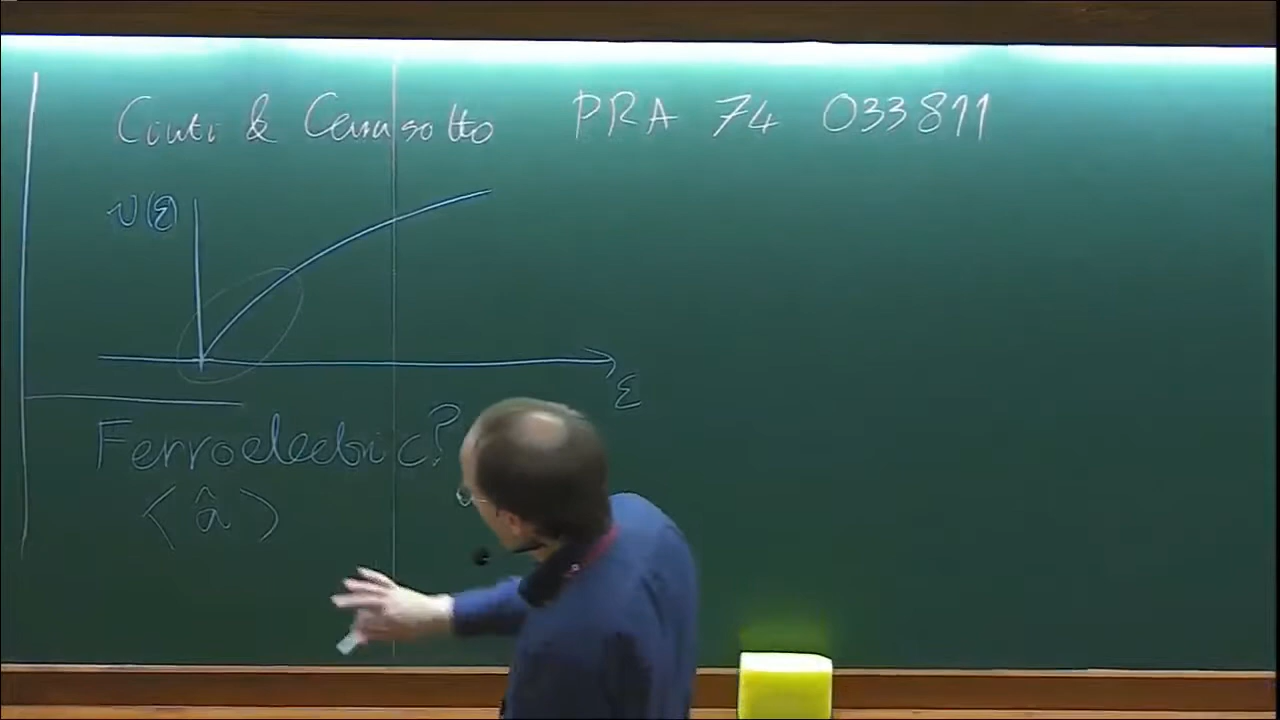 Ciuti & Carusotto PRA 74 033811
ν(ε)
ε
Ferroelectric?
⟨ â ⟩